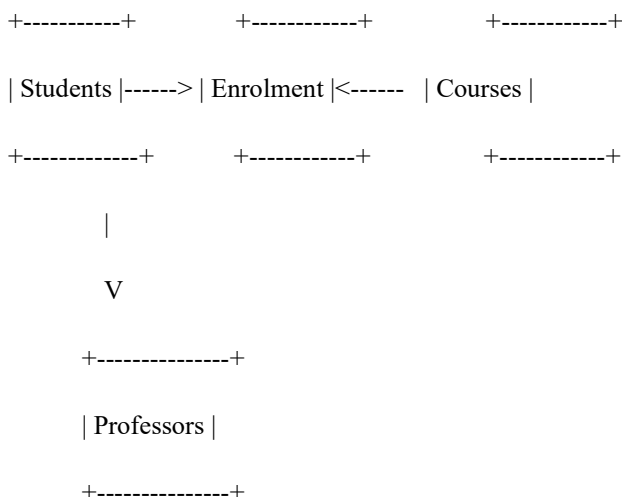 +-----------+ +------------+ +------------+
| Students |------> | Enrolment |<------ | Courses |
+-------------+ +------------+ +------------+
|
V
+---------------+
| Professors |
+----------------+